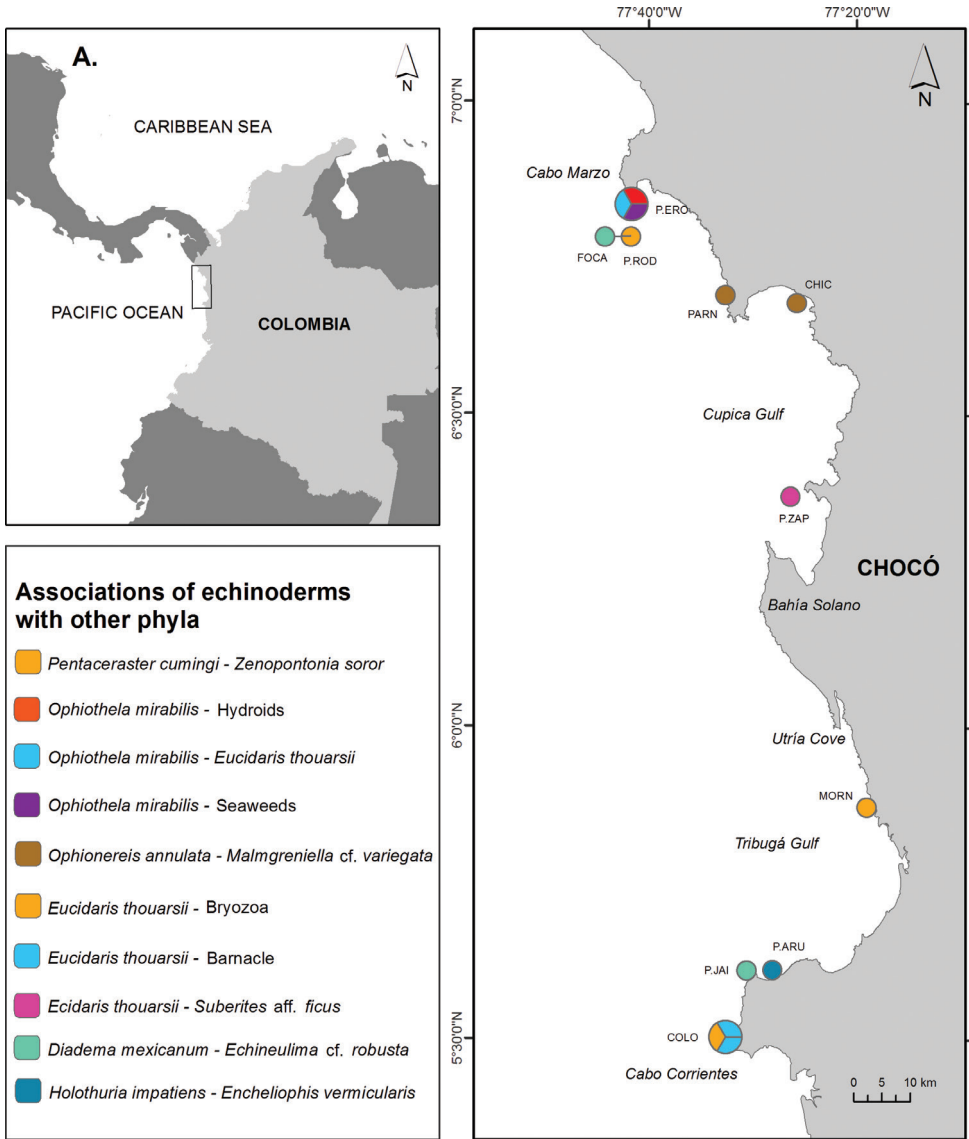 A.
N
CARIBBEAN SEA
PACIFIC OCEAN
COLOMBIA
Associations of echinoderms
with other phyla
Pentaceraster cumingi - Zenopontonia soror
Ophiothela mirabilis - Hydroids
Ophiothela mirabilis - Eucidaris thouarsii
Ophiothela mirabilis - Seaweeds
Ophionereis annulata - Malmgreniella cf. variegata
Eucidaris thouarsii - Bryozoa
Eucidaris thouarsii - Barnacle
Ecidaris thouarsii - Suberites aff. ficus
Diadema mexicanum - Echineulima cf. robusta
Holothuria impatiens - Encheliophis vermicularis
77°40'0"W
77°20'0"W
N
7°0'0"N
Cabo Marzo
P.ERO
FOCA
P.ROD
PARN
CHIC
6°30'0"N
Cupica Gulf
P.ZAP
CHOCÓ
Bahía Solano
6°0'0"N
Utría Cove
MORN
Tribugá Gulf
P.ARU
P.JAI
5°30'0"N
COLO
Cabo Corrientes
0 5 10 km